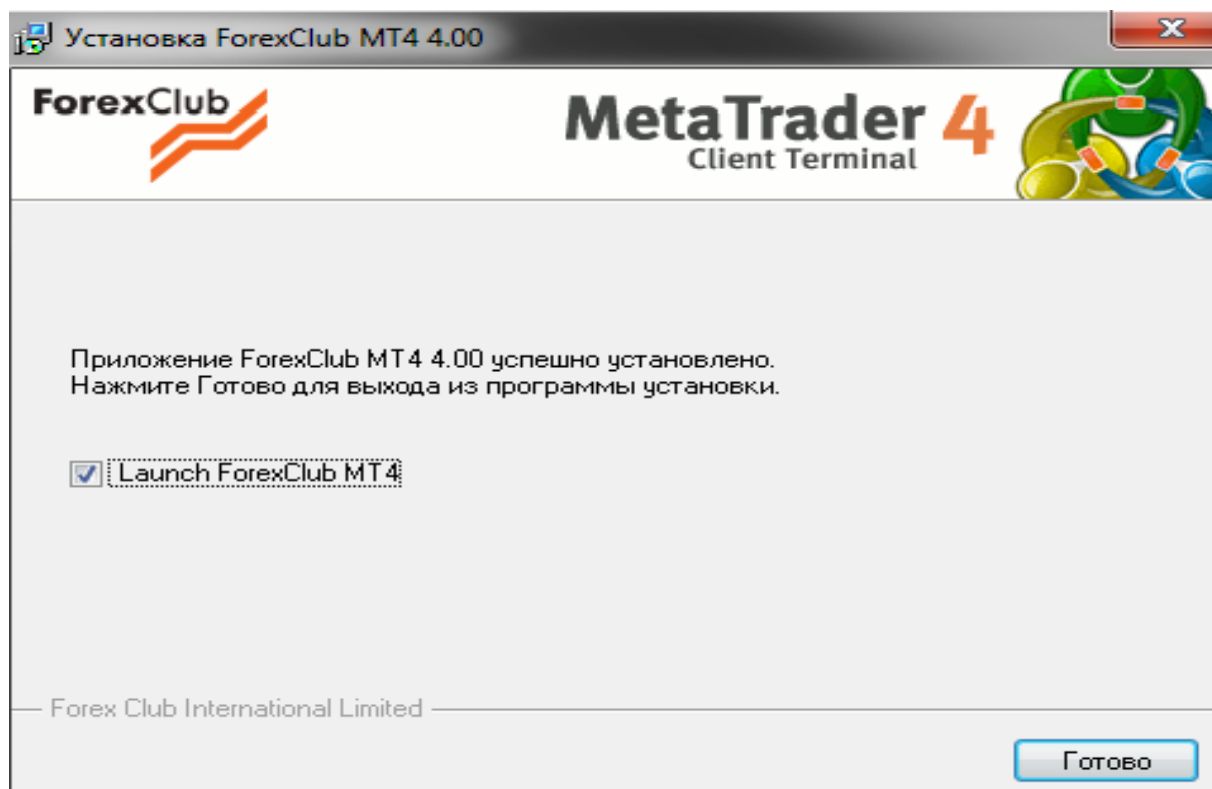 Установка ForexClub MT4 4.00
ForexClub
MetaTrader 4
Client Terminal
Приложение ForexClub MT4 4.00 успешно установлено.
Нажмите Готово для выхода из программы установки.
Launch ForexClub MT4
Forex Club International Limited
Готово